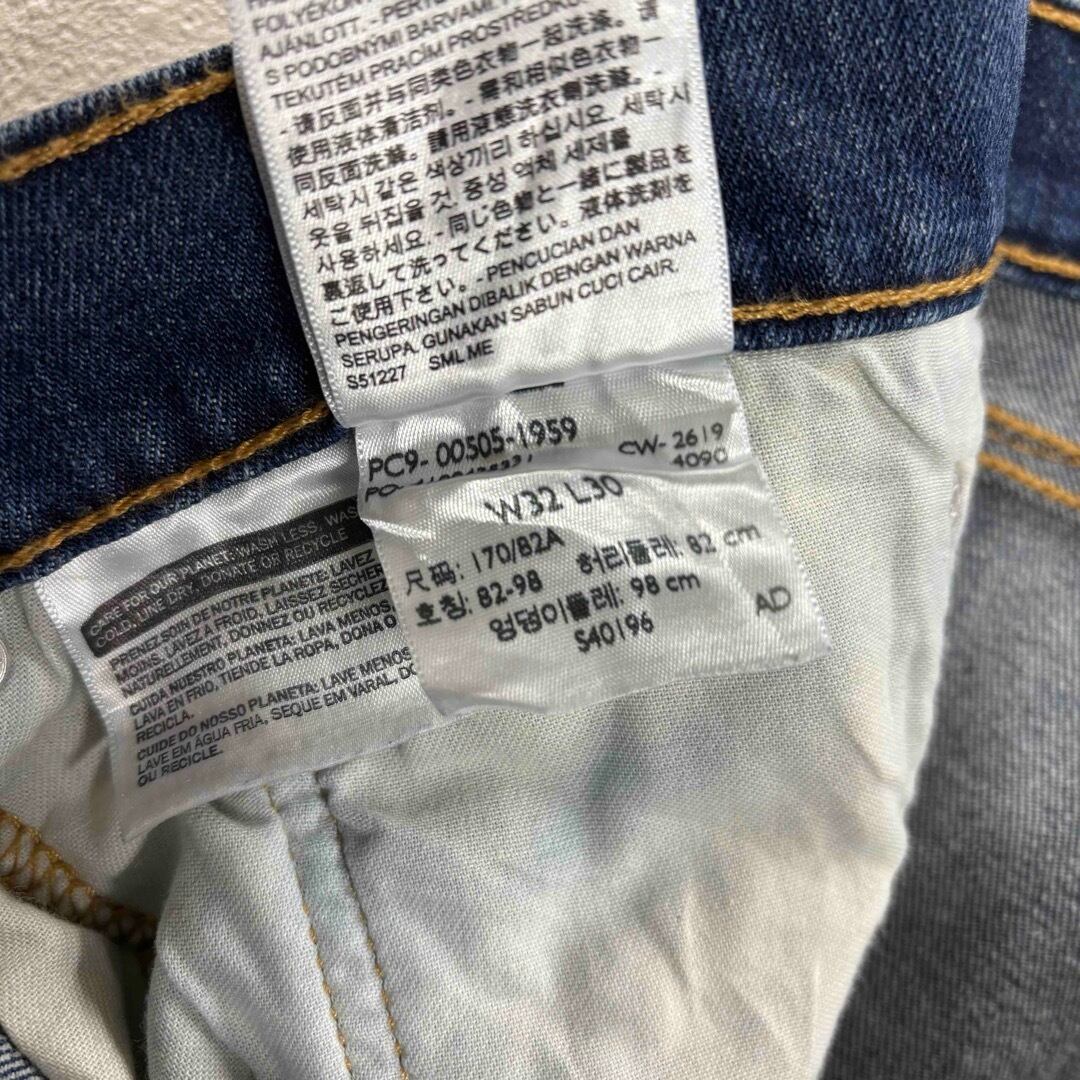 FOLYÉKONY
AJÁNLOTT. - PERTE
S PODOBNÝMI BARVAMI.
TEKUTÉM PRACÍM PROSTŘEDKU
- 请反面并与同类色衣物一起洗涤。请
使用液体清洁剂。- 需和相似色衣物一
同反面洗滌。請用液態洗衣劑。- 세탁시
세탁시 같은 색상끼리 하십시오. 세탁시
옷을 뒤집을 것. 중성 액체 세제를
사용하세요. - 同じ色物と一緒に製品を
裏返して洗ってください。液体洗剤を
ご使用下さい。- PENCUCIAN DAN
PENGERINGAN DIBALIK DENGAN WARNA
SERUPA. GUNAKAN SABUN CUCI CAIR.
S51227 SML ME
PC9- 00505-1959
CW- 2619
4090
W32 L30
尺码: 170/82A 허리둘레: 82 cm
호칭: 82-98 엉덩이둘레: 98 cm
S40196 AD
CARE FOR OUR PLANET: WASH LESS, WAS
COLD, LINE DRY, DONATE OR RECYCLE
PRENEZ SOIN DE NOTRE PLANETE: LAVEZ
MOINS, LAVEZ A FROID, LAISSEZ SECHER
NATURELLEMENT, DONNEZ OU RECYCLEZ
CUIDA NUESTRO PLANETA: LAVA MENOS,
LAVA EN FRIO, TIENDE LA ROPA, DONA O
RECICLA.
CUIDE DO NOSSO PLANETA: LAVE MENOS
LAVE EM ÁGUA FRIA, SEQUE EM VARAL, DO
OU RECICLE.